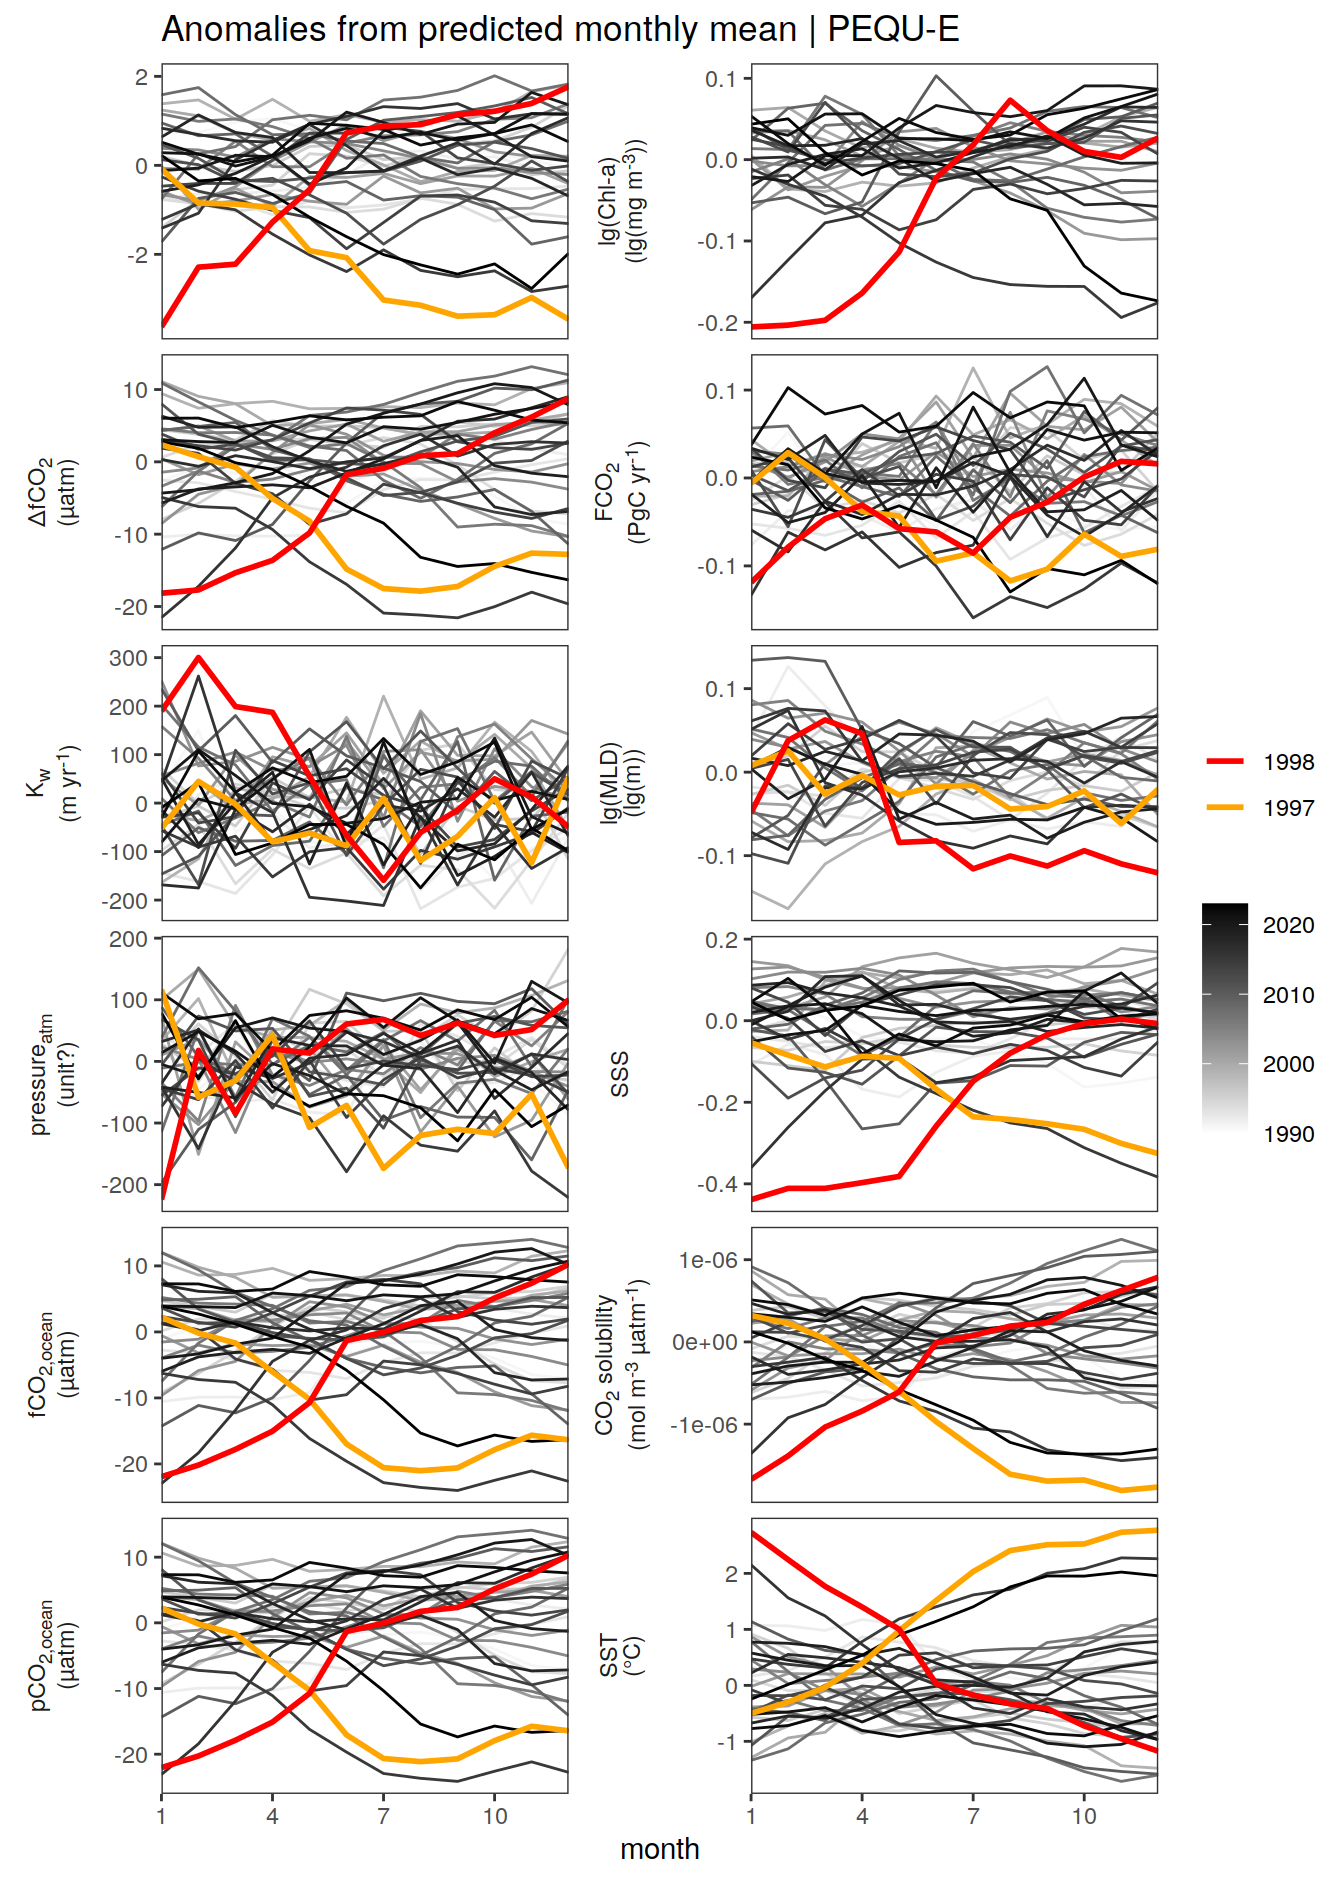 Anomalies from predicted monthly mean | PEQU-E
2
0
-2
lg(Chl-a)
(lg(mg m⁻³))
0.1
0.0
-0.1
-0.2
ΔfCO₂
(µatm)
10
0
-10
-20
FCO₂
(PgC yr⁻¹)
0.1
0.0
-0.1
K_w
(m yr⁻¹)
300
200
100
0
-100
-200
lg(MLD)
(lg(m))
0.1
0.0
-0.1
pressure_atm
(unit?)
200
100
0
-100
-200
SSS
0.2
0.0
-0.2
-0.4
fCO₂,ocean
(µatm)
10
0
-10
-20
CO₂ solubility
(mol m⁻³ µatm⁻¹)
1e-06
0e+00
-1e-06
pCO₂,ocean
(µatm)
10
0
-10
-20
SST
(°C)
2
1
0
-1
1 4 7 10
1 4 7 10
month
1998
1997
2020
2010
2000
1990